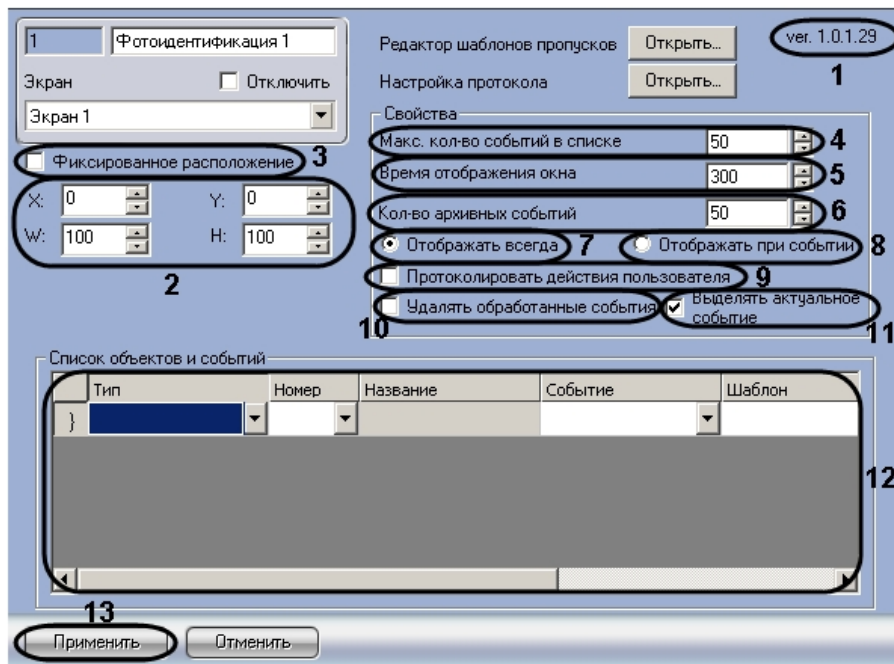 1 Фотоидентификация 1
Экран Отключить
Экран 1
Редактор шаблонов пропусков Открыть... ver. 1.0.1.29
1
Настройка протокола Открыть...
Фиксированное расположение 3
X: 0 Y: 0
W: 100 H: 100
2
Свойства
Макс. кол-во событий в списке 50 4
Время отображения окна 300 5
Кол-во архивных событий 50 6
Отображать всегда 7 Отображать при событии 8
Протоколировать действия пользователя 9
Удалять обработанные события Выделять актуальное событие
10 11
Список объектов и событий
Тип Номер Название Событие Шаблон
}
12
13
Применить Отменить